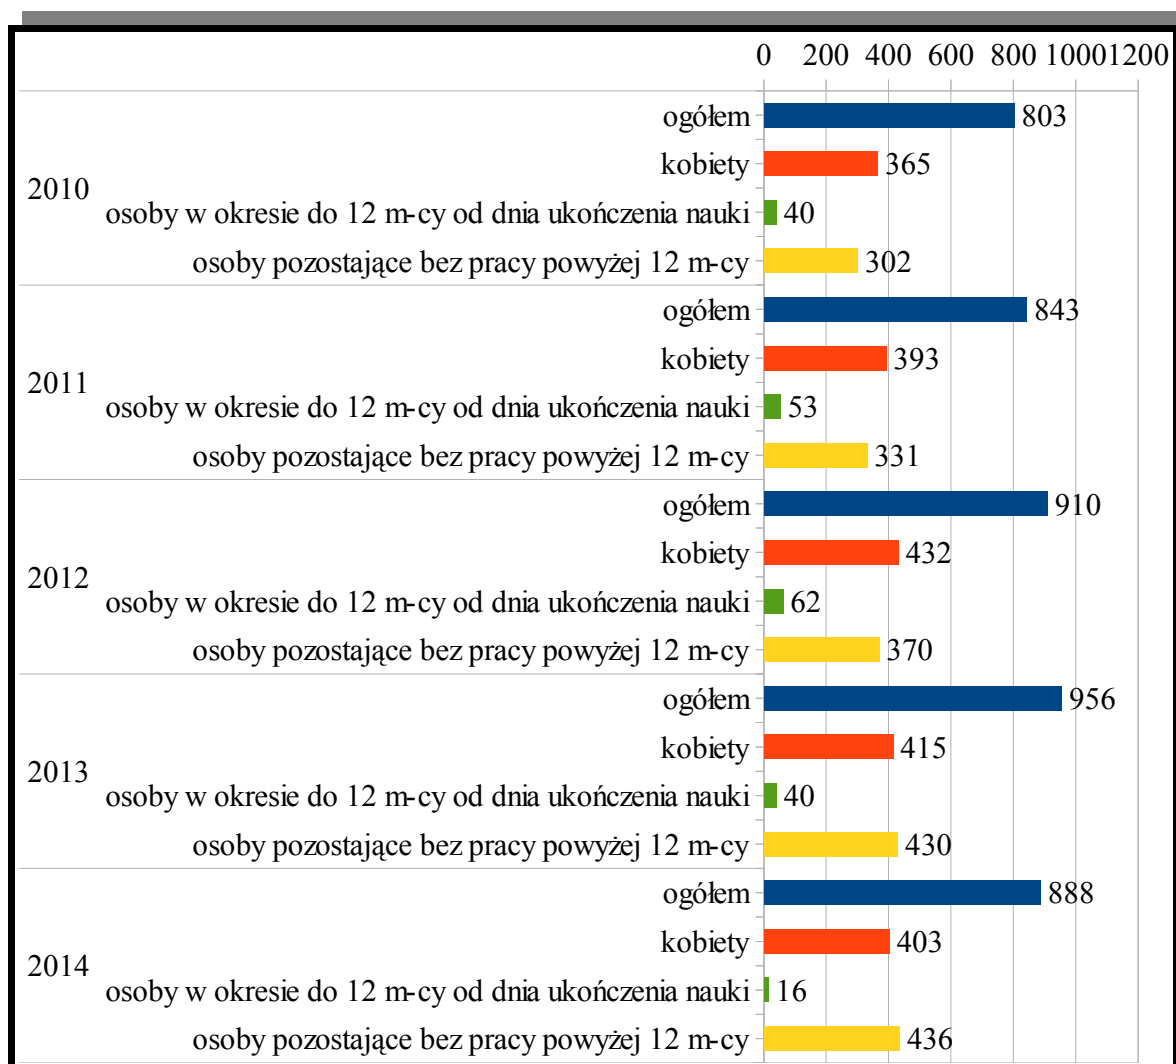 0 200 400 600 800 1000 1200
2010
ogółem 803
kobiety 365
osoby w okresie do 12 m-cy od dnia ukończenia nauki 40
osoby pozostające bez pracy powyżej 12 m-cy 302
2011
ogółem 843
kobiety 393
osoby w okresie do 12 m-cy od dnia ukończenia nauki 53
osoby pozostające bez pracy powyżej 12 m-cy 331
2012
ogółem 910
kobiety 432
osoby w okresie do 12 m-cy od dnia ukończenia nauki 62
osoby pozostające bez pracy powyżej 12 m-cy 370
2013
ogółem 956
kobiety 415
osoby w okresie do 12 m-cy od dnia ukończenia nauki 40
osoby pozostające bez pracy powyżej 12 m-cy 430
2014
ogółem 888
kobiety 403
osoby w okresie do 12 m-cy od dnia ukończenia nauki 16
osoby pozostające bez pracy powyżej 12 m-cy 436